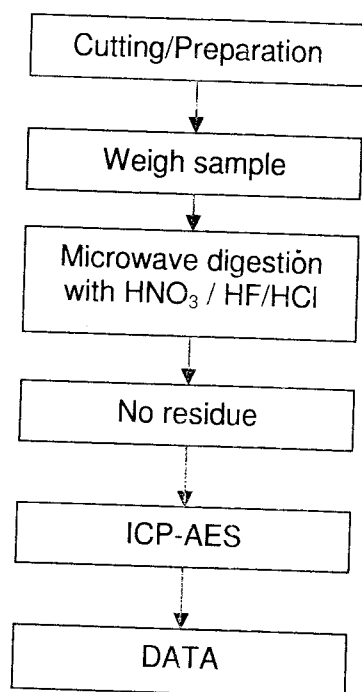 Cutting/Preparation
Weigh sample
Microwave digestion
with HNO₃ / HF/HCl
No residue
ICP-AES
DATA